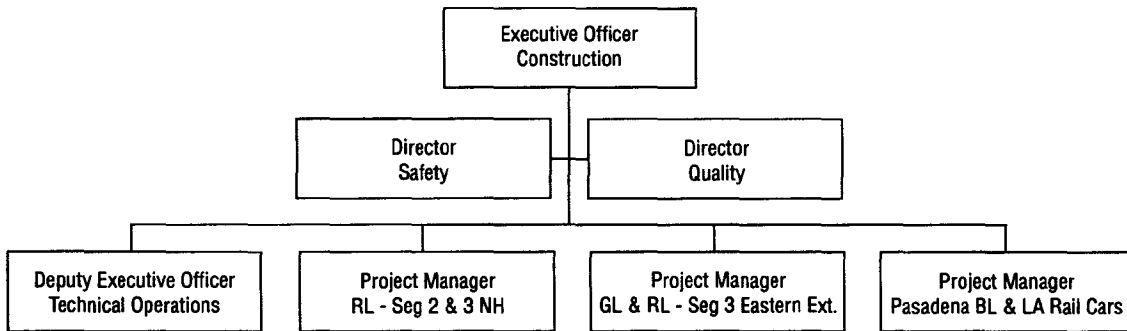 Executive Officer
Construction
Director
Safety
Director
Quality
Deputy Executive Officer
Technical Operations
Project Manager
RL - Seg 2 & 3 NH
Project Manager
GL & RL - Seg 3 Eastern Ext.
Project Manager
Pasadena BL & LA Rail Cars